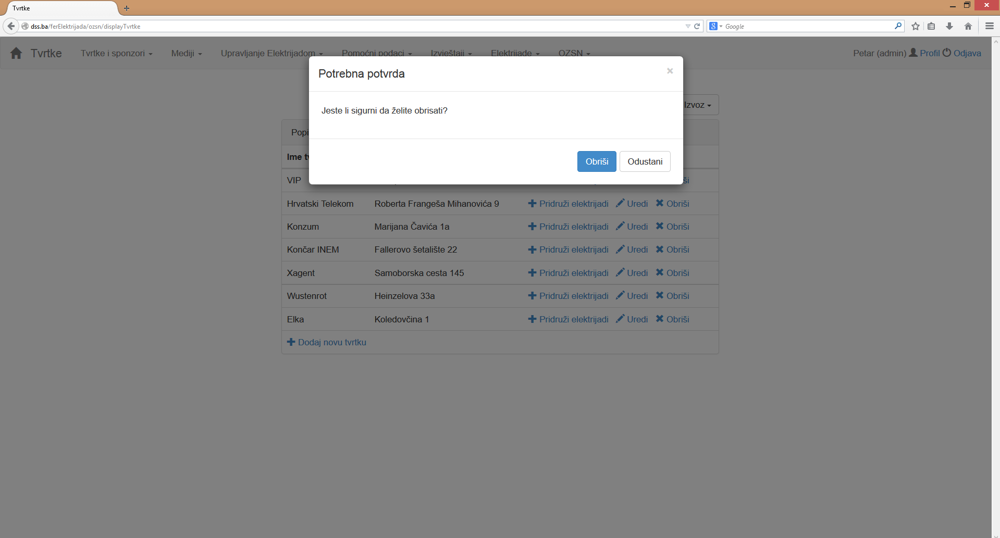 Tvrtke
dss.ba/ferElektrijada/ozsn/displayTvrtke
Google
Tvrtke Tvrtke i sponzori Mediji Upravljanje Elektrijadom Pomoćni podaci Izvještaji Elektrijade OZSN Petar (admin) Profil Odjava
Potrebna potvrda
Jeste li sigurni da želite obrisati?
Obriši Odustani
Izvoz
Popi
Ime
VIP
Hrvatski Telekom Roberta Frangeša Mihanovića 9 Pridruži elektrijadi Uredi Obriši
Konzum Marijana Čavića 1a Pridruži elektrijadi Uredi Obriši
Končar INEM Fallerovo šetalište 22 Pridruži elektrijadi Uredi Obriši
Xagent Samoborska cesta 145 Pridruži elektrijadi Uredi Obriši
Wustenrot Heinzelova 33a Pridruži elektrijadi Uredi Obriši
Elka Koledovčina 1 Pridruži elektrijadi Uredi Obriši
Dodaj novu tvrtku